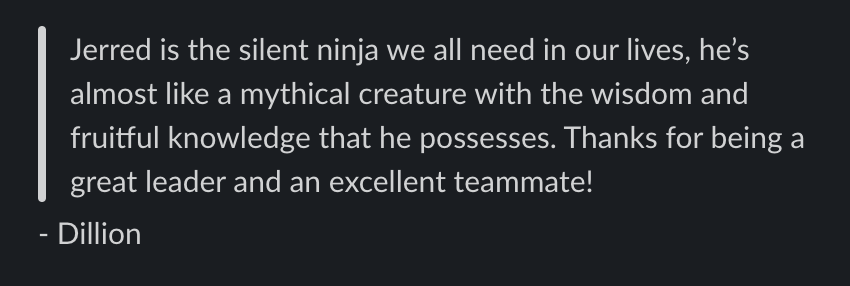 Jerred is the silent ninja we all need in our lives, he’s
almost like a mythical creature with the wisdom and
fruitful knowledge that he possesses. Thanks for being a
great leader and an excellent teammate!
- Dillion